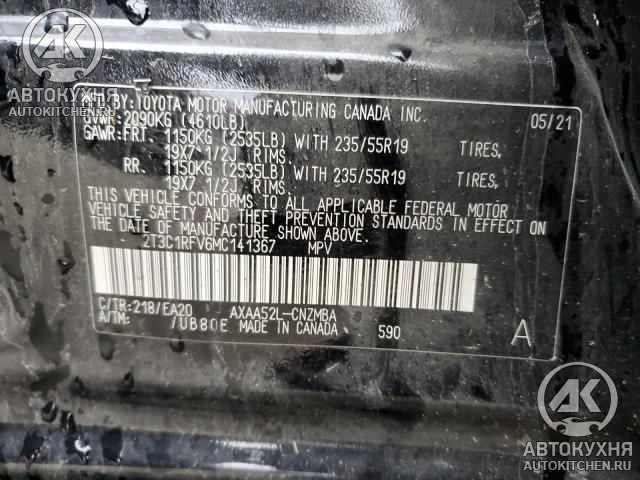 АК
АВТОКУХНЯ
AUTOKITCHEN.RU
MFD.BY:TOYOTA MOTOR MANUFACTURING CANADA INC.
GVWR:2090KG (4610LB) 05/21
GAWR:FRT. 1150KG (2535LB) WITH 235/55R19 TIRES,
19X7 1/2J RIMS.
RR. 1150KG (2535LB) WITH 235/55R19 TIRES,
19X7 1/2J RIMS.
THIS VEHICLE CONFORMS TO ALL APPLICABLE FEDERAL MOTOR
VEHICLE SAFETY AND THEFT PREVENTION STANDARDS IN EFFECT ON
THE DATE OF MANUFACTURE SHOWN ABOVE.
2T3C1RFV6MC141367 MPV
C/TR:218/EA20 AXAA52L-CNZMBA
A/TM: /UB80E MADE IN CANADA 590 A
АК
АВТОКУХНЯ
AUTOKITCHEN.RU